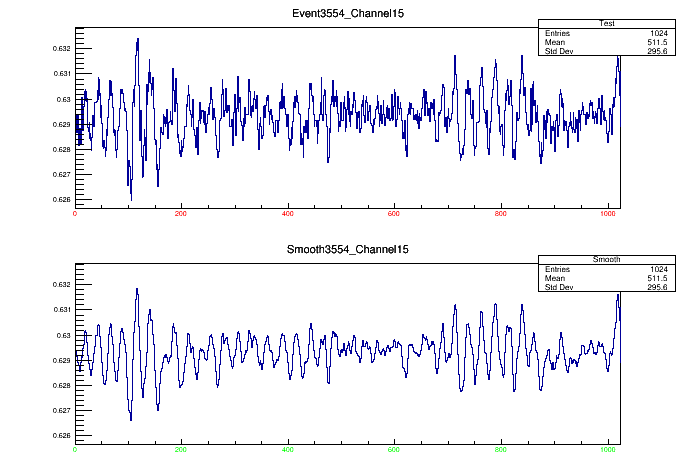 Event3554_Channel15
Test
Entries 1024
Mean 511.5
Std Dev 295.6
0.632
0.631
0.63
0.629
0.628
0.627
0.626
0 200 400 600 800 1000
Smooth3554_Channel15
Smooth
Entries 1024
Mean 511.5
Std Dev 295.6
0.632
0.631
0.63
0.629
0.628
0.627
0.626
0 200 400 600 800 1000